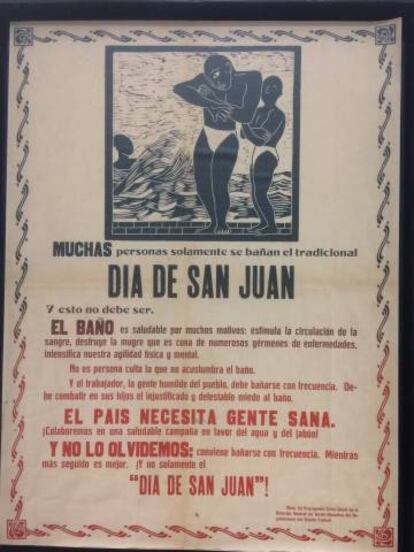 MUCHAS personas solamente se bañan el tradicional
DIA DE SAN JUAN
Y esto no debe ser.
EL BAÑO es saludable por muchos motivos: estimula la circulación de la
sangre, destruye la mugre que es cuna de numerosos gérmenes de enfermedades,
intensifica nuestra agilidad física y mental.
No es persona culta la que no acostumbra el baño.
Y el trabajador, la gente humilde del pueblo, debe bañarse con frecuencia. De-
be combatir en sus hijos el injustificado y detestable miedo al baño.
EL PAIS NECESITA GENTE SANA.
¡Colaboremos en una saludable campaña en favor del agua y del jabón!
Y NO LO OLVIDEMOS: conviene bañarse con frecuencia. Mientras
más seguido es mejor. ¡Y no solamente el
"DIA DE SAN JUAN"!